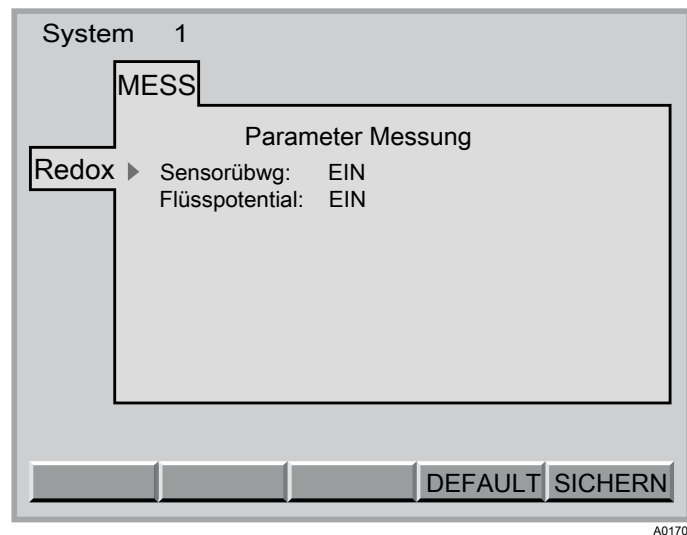 System 1
MESS
Parameter Messung
Redox
Sensorübwg: EIN
Flüsspotential: EIN
DEFAULT SICHERN
A0170